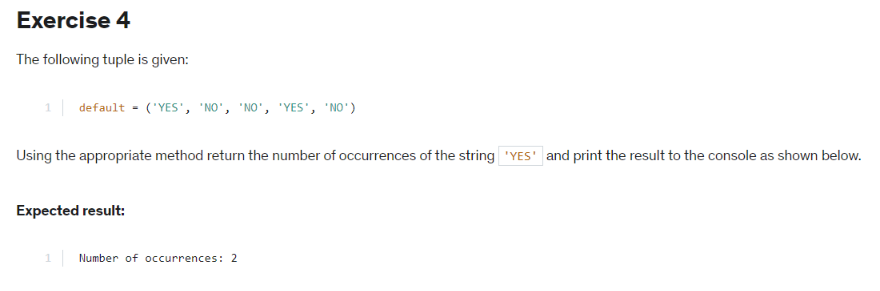 Exercise 4
The following tuple is given:
1 default = ('YES', 'NO', 'NO', 'YES', 'NO')
Using the appropriate method return the number of occurrences of the string 'YES' and print the result to the console as shown below.
Expected result:
1 Number of occurrences: 2